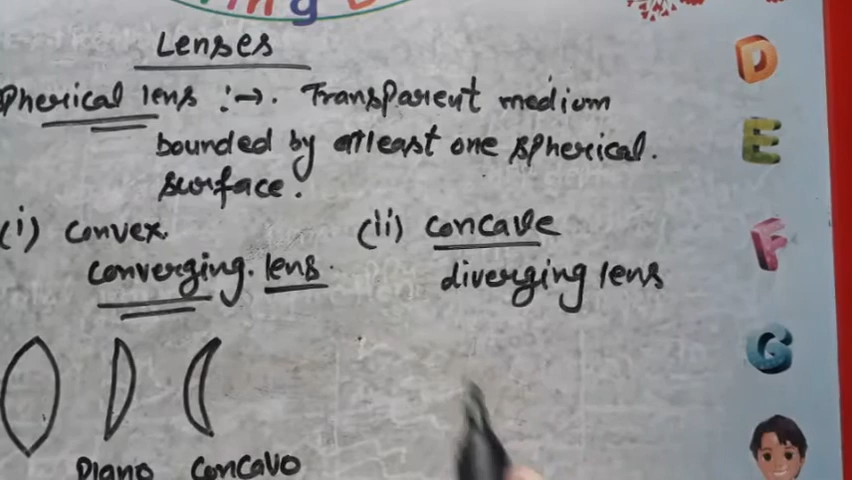 Lenses
Spherical lens :→. Transparent medium
bounded by atleast one spherical.
surface.
(i) convex. (ii) concave
converging. lens. diverging lens
Plano Concavo
D
E
F
G